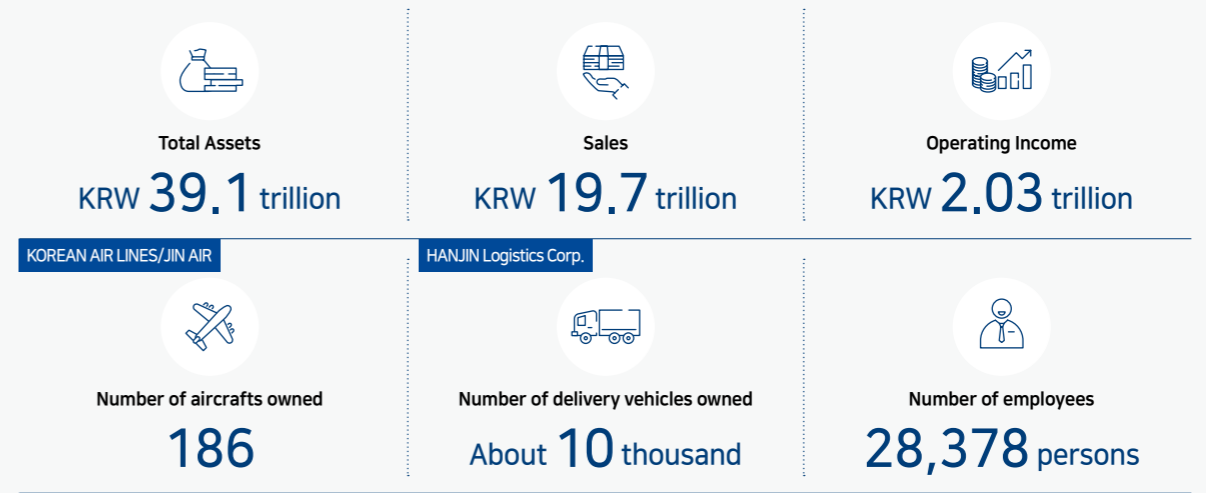 Total Assets
KRW 39.1 trillion
Sales
KRW 19.7 trillion
Operating Income
KRW 2.03 trillion
KOREAN AIR LINES/JIN AIR
Number of aircrafts owned
186
HANJIN Logistics Corp.
Number of delivery vehicles owned
About 10 thousand
Number of employees
28,378 persons